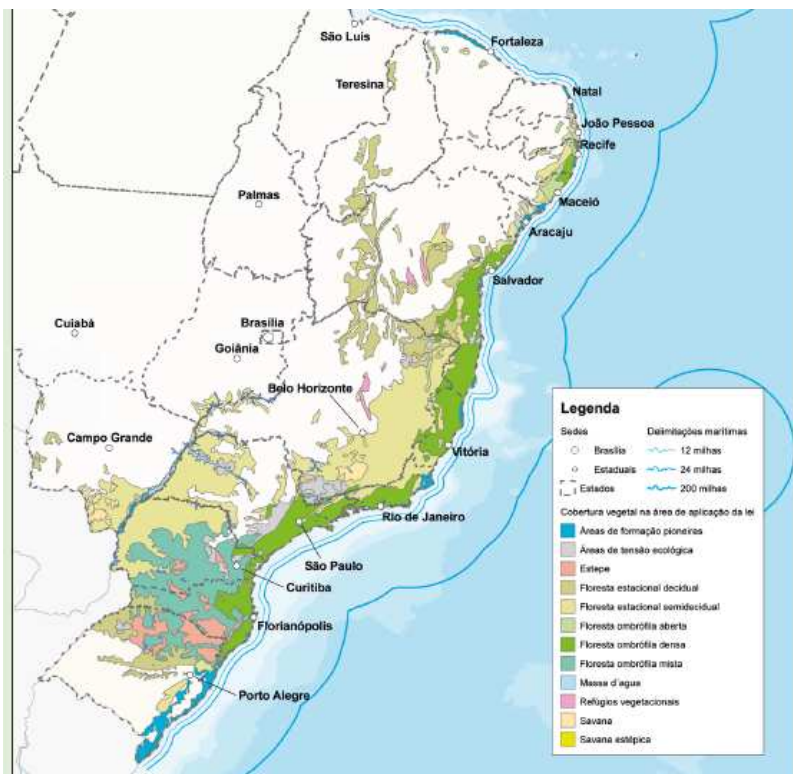 São Luís
Fortaleza
Teresina
Natal
João Pessoa
Recife
Palmas
Maceió
Aracaju
Salvador
Cuiabá
Brasília
Goiânia
Belo Horizonte
Campo Grande
Vitória
Rio de Janeiro
São Paulo
Curitiba
Florianópolis
Porto Alegre
Legenda
Sedes
Brasília
Estaduais
Estados
Delimitações marítimas
12 milhas
24 milhas
200 milhas
Cobertura vegetal na área de aplicação da lei
Áreas de formação pioneiras
Áreas de tensão ecológica
Estepe
Floresta estacional decidual
Floresta estacional semidecidual
Floresta ombrófila aberta
Floresta ombrófila densa
Floresta ombrófila mista
Massa d'agua
Refúgios vegetacionais
Savana
Savana estépica